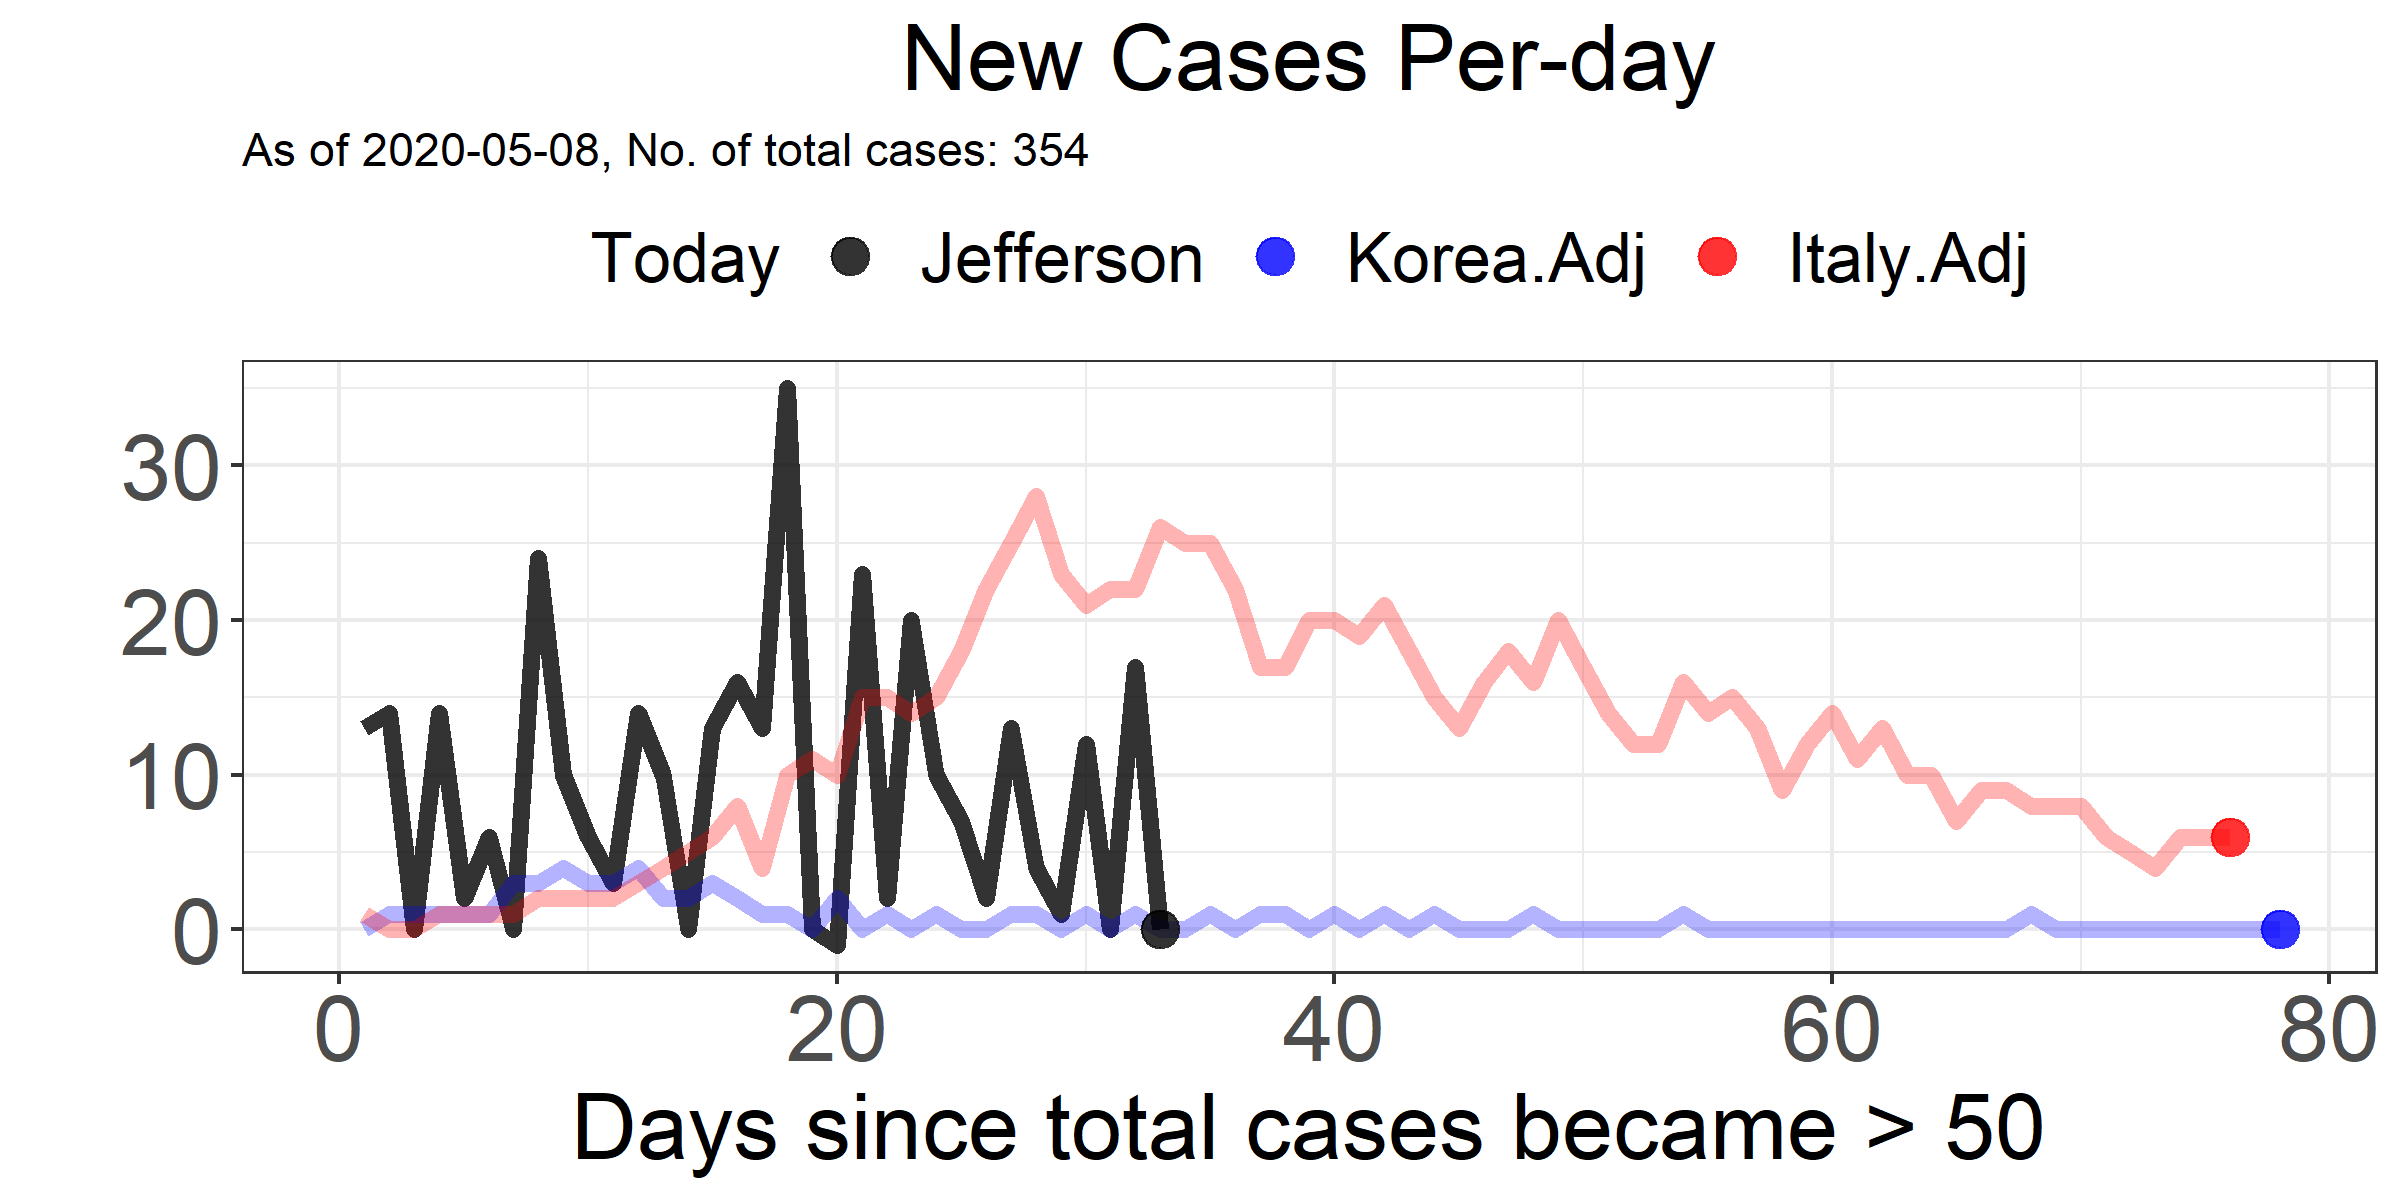 New Cases Per-day
As of 2020-05-08, No. of total cases: 354
Today Jefferson Korea.Adj Italy.Adj
30
20
10
0
0 20 40 60 80
Days since total cases became > 50